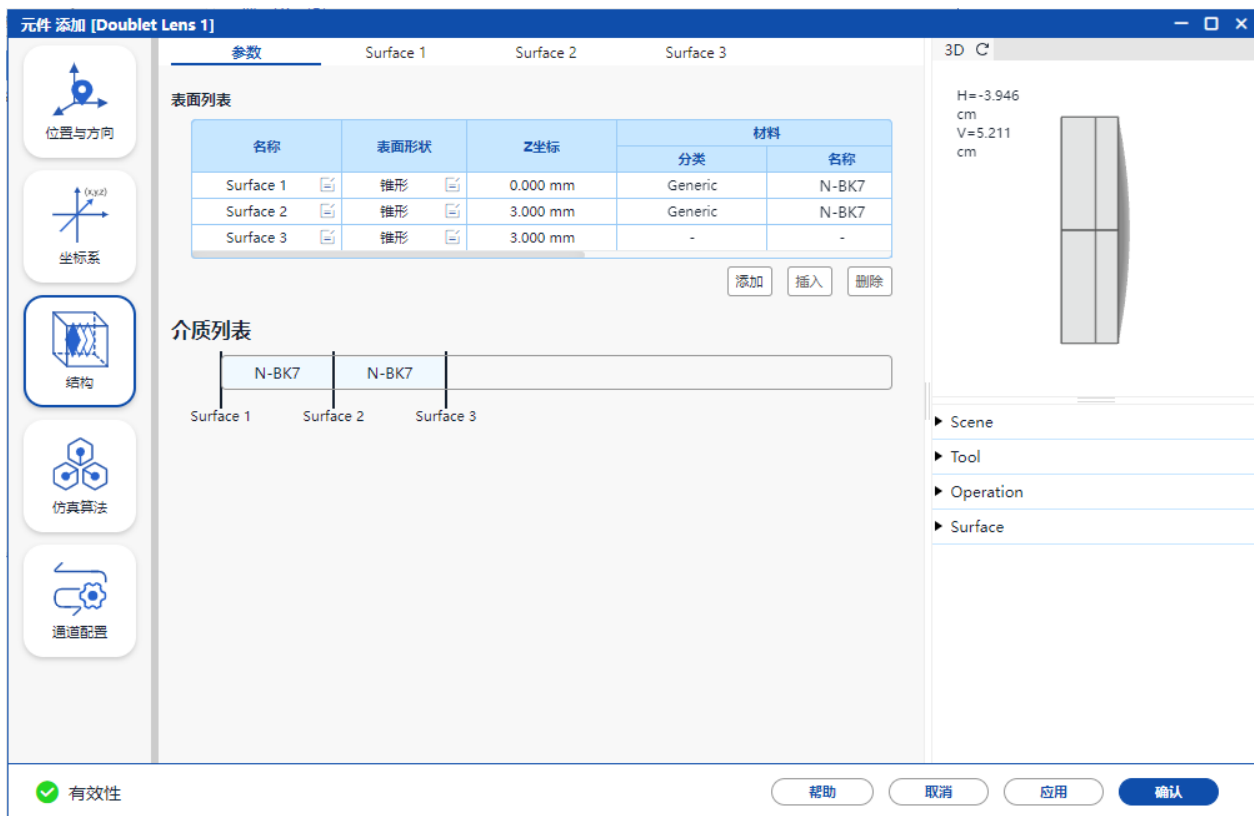 元件 添加 [Doublet Lens 1]
位置与方向
(x,y,z)
坐标系
结构
仿真算法
通道配置
参数 Surface 1 Surface 2 Surface 3
表面列表
名称 表面形状 Z坐标 材料
分类 名称
Surface 1 锥形 0.000 mm Generic N-BK7
Surface 2 锥形 3.000 mm Generic N-BK7
Surface 3 锥形 3.000 mm - -
添加 插入 删除
介质列表
N-BK7 N-BK7
Surface 1 Surface 2 Surface 3
3D
H=-3.946
cm
V=5.211
cm
Scene
Tool
Operation
Surface
有效性
帮助 取消 应用 确认